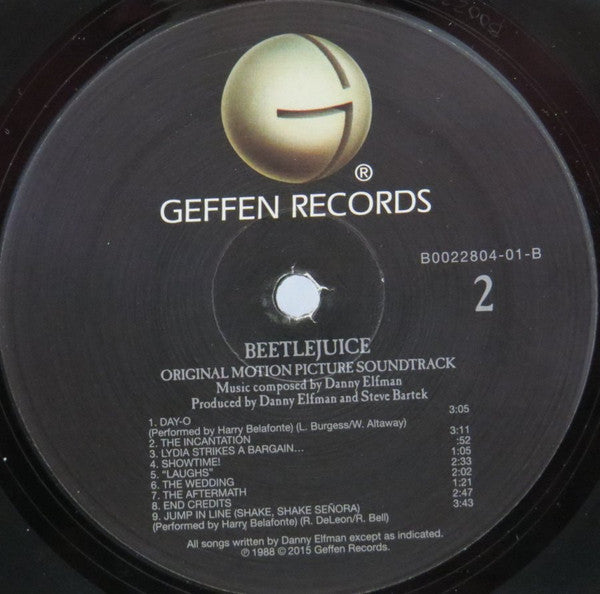 G
®
GEFFEN RECORDS
B0022804-01-B
2
BEETLEJUICE
ORIGINAL MOTION PICTURE SOUNDTRACK
Music composed by Danny Elfman
Produced by Danny Elfman and Steve Bartek
1. DAY-O 3:05
(Performed by Harry Belafonte) (L. Burgess/W. Altaway)
2. THE INCANTATION 3:11
3. LYDIA STRIKES A BARGAIN... :52
4. SHOWTIME! 1:05
5. "LAUGHS" 2:33
6. THE WEDDING 2:02
7. THE AFTERMATH 1:21
8. END CREDITS 2:47
9. JUMP IN LINE (SHAKE, SHAKE SEÑORA) 3:43
(Performed by Harry Belafonte) (R. DeLeon/R. Bell)
All songs written by Danny Elfman except as indicated.
℗ 1988 © 2015 Geffen Records.